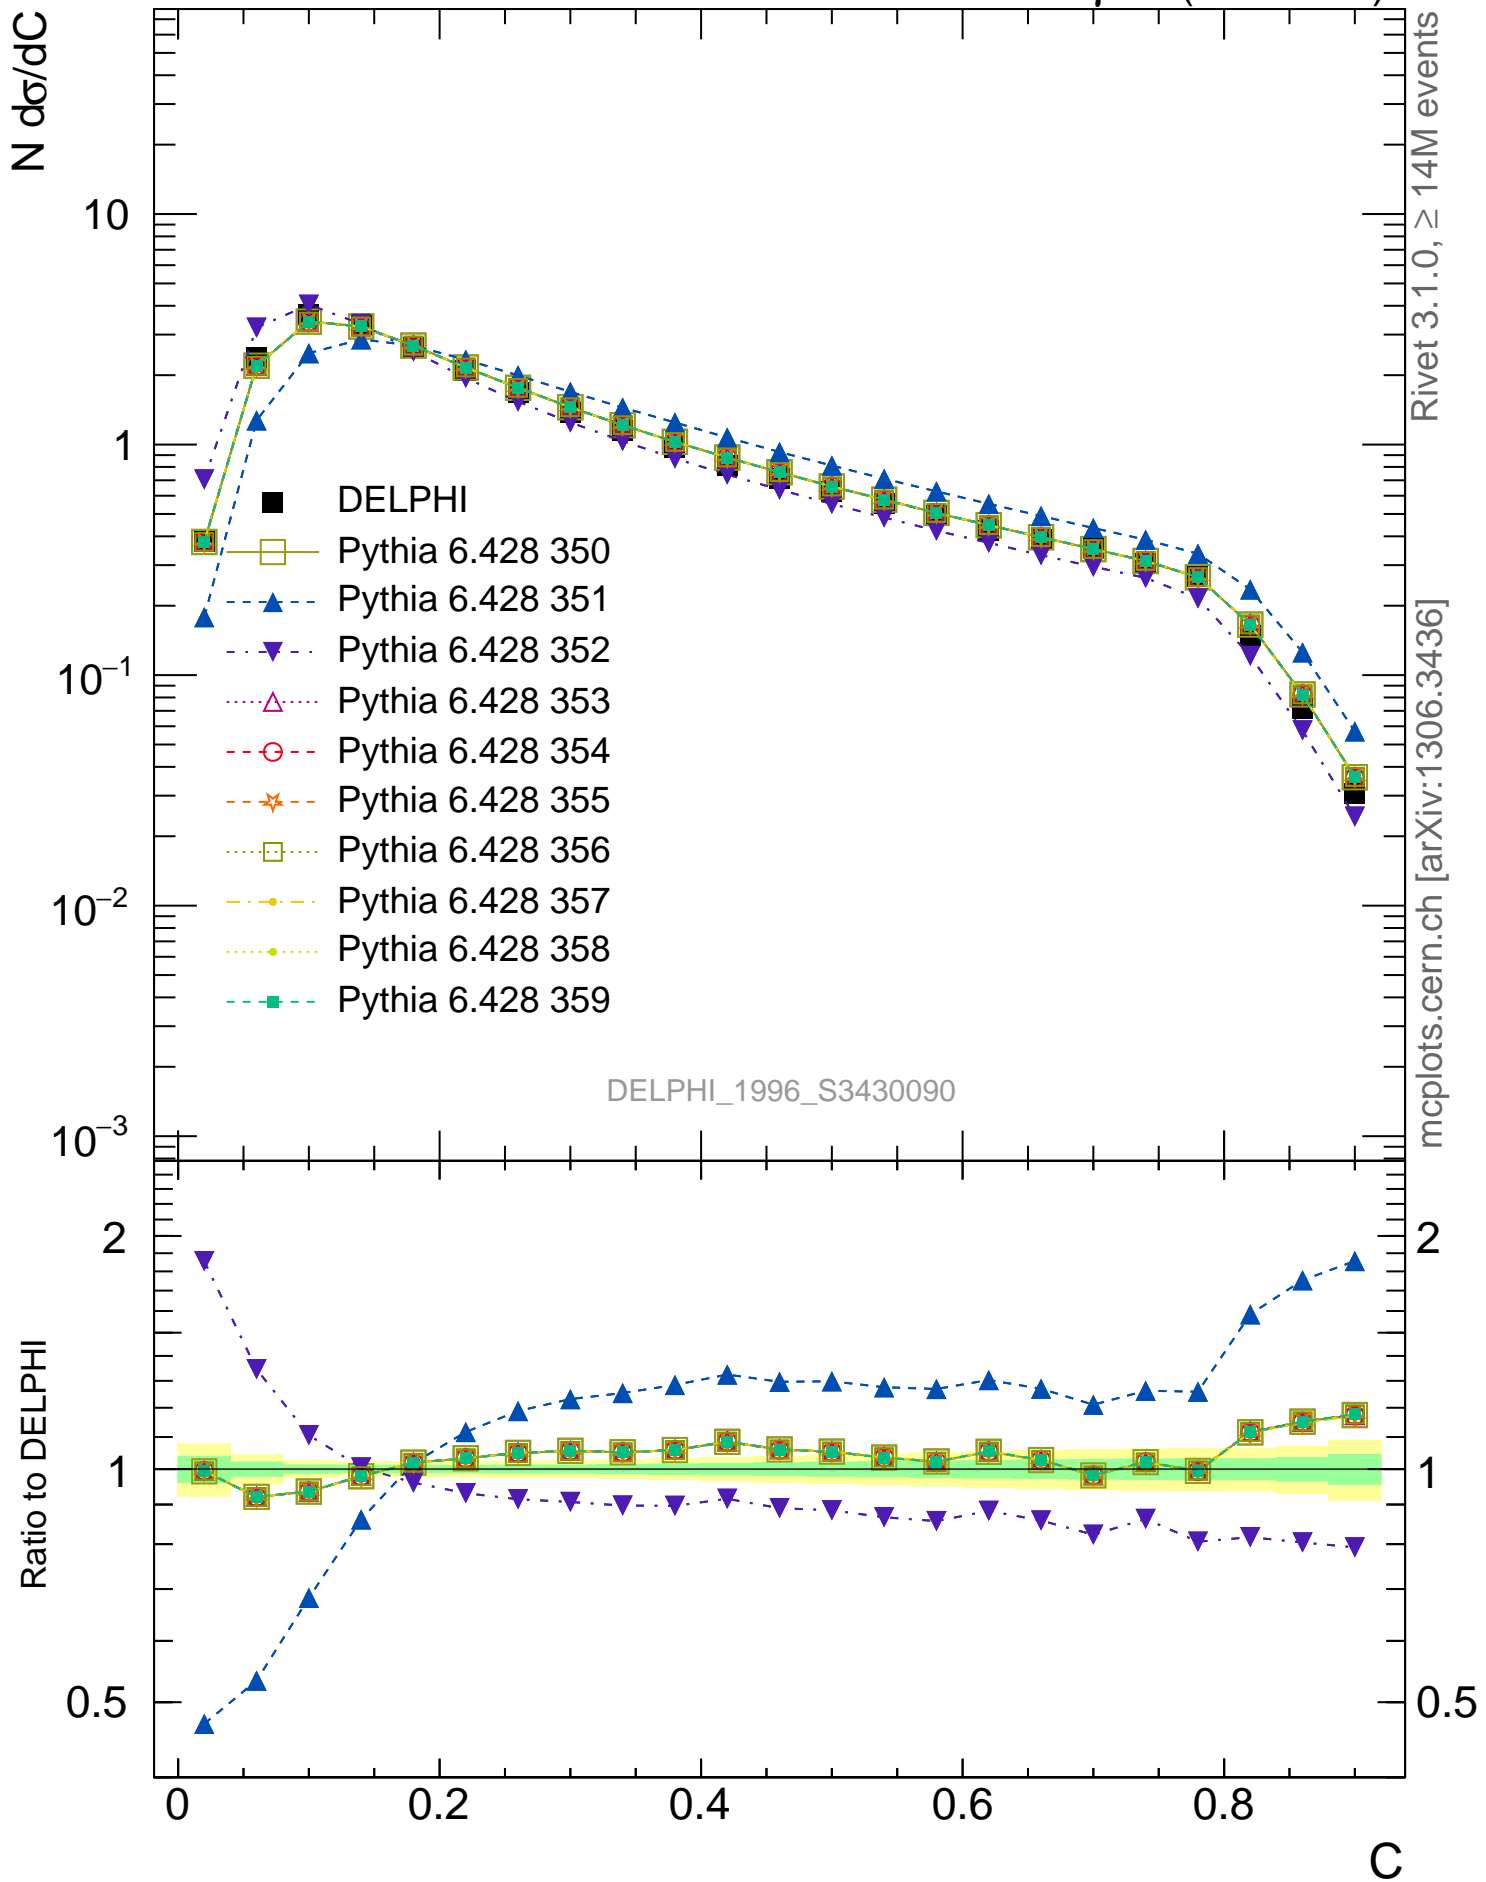 N dσ/dC
10
1
10⁻¹
10⁻²
10⁻³
DELPHI
Pythia 6.428 350
Pythia 6.428 351
Pythia 6.428 352
Pythia 6.428 353
Pythia 6.428 354
Pythia 6.428 355
Pythia 6.428 356
Pythia 6.428 357
Pythia 6.428 358
Pythia 6.428 359
DELPHI_1996_S3430090
Rivet 3.1.0, ≥ 14M events
mcplots.cern.ch [arXiv:1306.3436]
Ratio to DELPHI
2
1
0.5
2
1
0.5
0
0.2
0.4
0.6
0.8
C